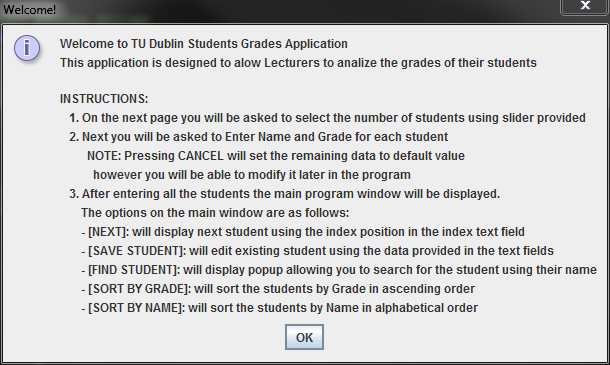 Welcome!
Welcome to TU Dublin Students Grades Application
This application is designed to alow Lecturers to analize the grades of their students
INSTRUCTIONS:
1. On the next page you will be asked to select the number of students using slider provided
2. Next you will be asked to Enter Name and Grade for each student
NOTE: Pressing CANCEL will set the remaining data to default value
however you will be able to modify it later in the program
3. After entering all the students the main program window will be displayed.
The options on the main window are as follows:
- [NEXT]: will display next student using the index position in the index text field
- [SAVE STUDENT]: will edit existing student using the data provided in the text fields
- [FIND STUDENT]: will display popup allowing you to search for the student using their name
- [SORT BY GRADE]: will sort the students by Grade in ascending order
- [SORT BY NAME]: will sort the students by Name in alphabetical order
OK